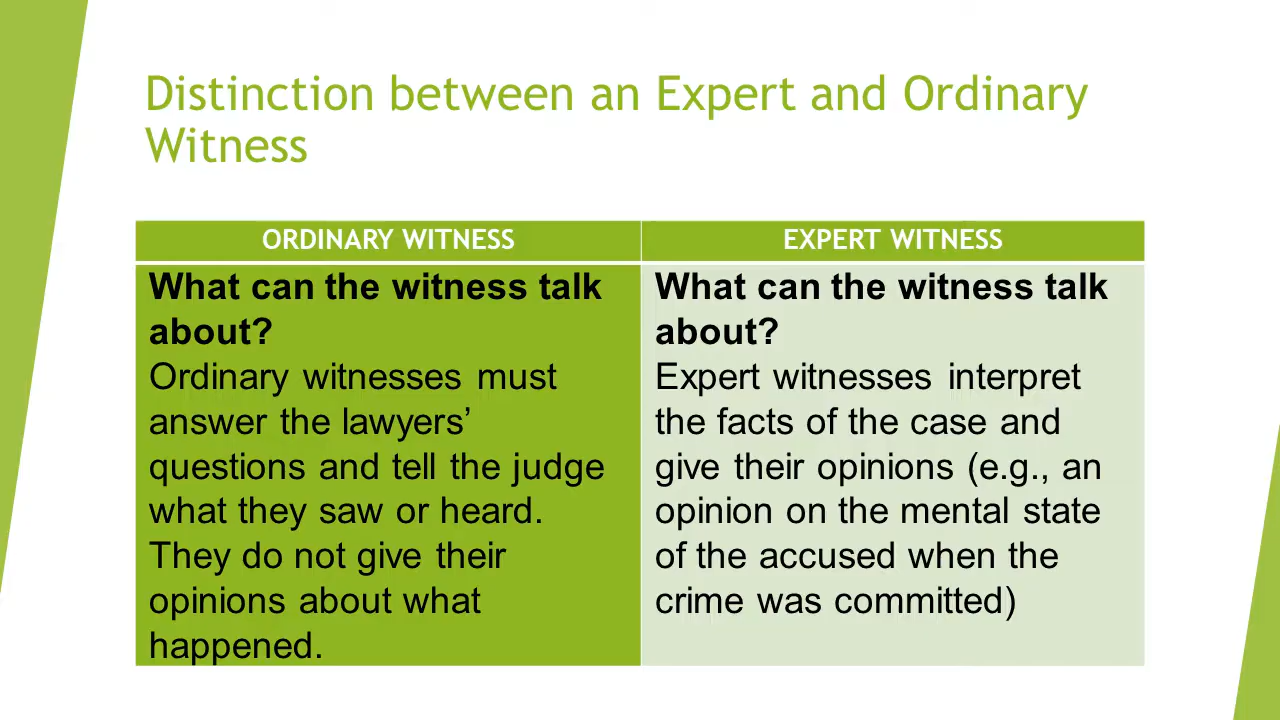 Distinction between an Expert and Ordinary
Witness
ORDINARY WITNESS
What can the witness talk
about?
Ordinary witnesses must
answer the lawyers’
questions and tell the judge
what they saw or heard.
They do not give their
opinions about what
happened.
EXPERT WITNESS
What can the witness talk
about?
Expert witnesses interpret
the facts of the case and
give their opinions (e.g., an
opinion on the mental state
of the accused when the
crime was committed)